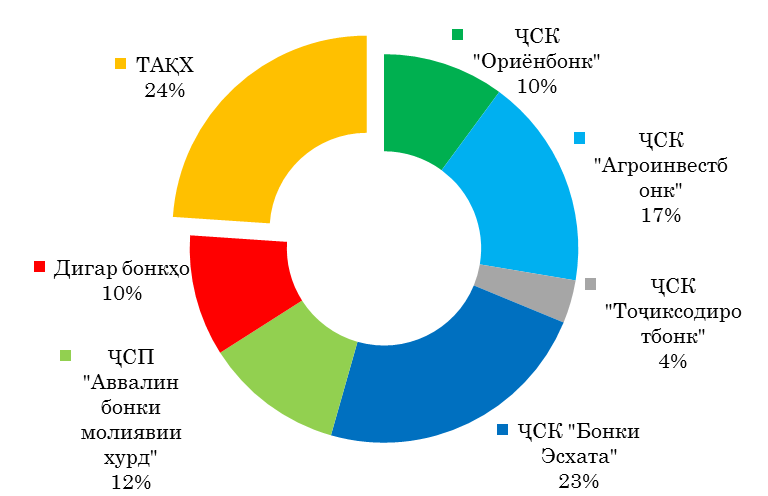 ҶСК
"Ориёнбонк"
10%
ҶСК
"Агроинвестб
онк"
17%
ҶСК
"Тоҷиксодиро
тбонк"
4%
ҶСК "Бонки
Эсхата"
23%
ҶСП
"Аввалин
бонки
молиявии
хурд"
12%
Дигар бонкҳо
10%
ТАҚХ
24%